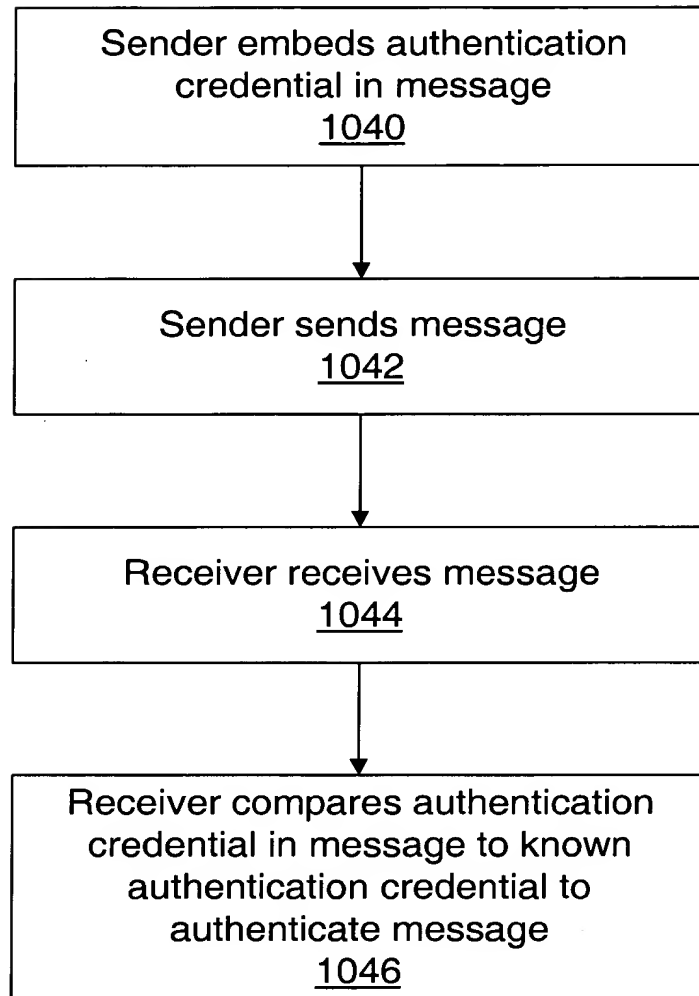 Sender embeds authentication
credential in message
1040
Sender sends message
1042
Receiver receives message
1044
Receiver compares authentication
credential in message to known
authentication credential to
authenticate message
1046